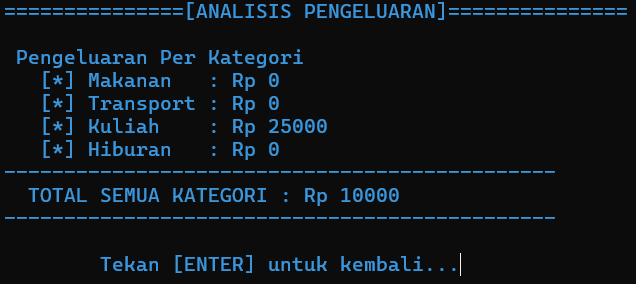 ===============[ANALISIS PENGELUARAN]===============
Pengeluaran Per Kategori
[*] Makanan   : Rp 0
[*] Transport : Rp 0
[*] Kuliah    : Rp 25000
[*] Hiburan   : Rp 0
----------------------------------------------
TOTAL SEMUA KATEGORI : Rp 10000
----------------------------------------------
Tekan [ENTER] untuk kembali...